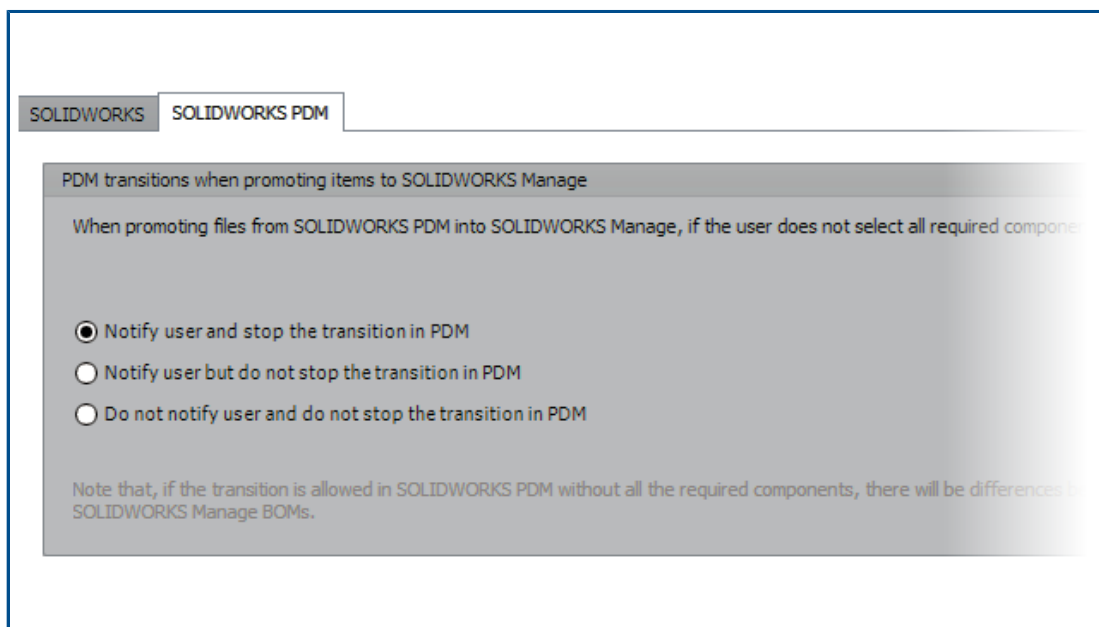 SOLIDWORKS SOLIDWORKS PDM
PDM transitions when promoting items to SOLIDWORKS Manage
When promoting files from SOLIDWORKS PDM into SOLIDWORKS Manage, if the user does not select all required
Notify user and stop the transition in PDM
Notify user but do not stop the transition in PDM
Do not notify user and do not stop the transition in PDM
Note that, if the transition is allowed in SOLIDWORKS PDM without all the required components, there will be differences
SOLIDWORKS Manage BOMs.